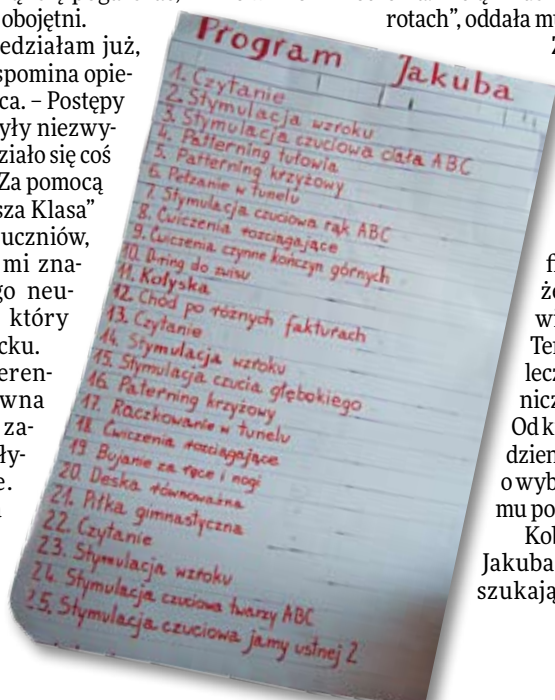 obojętni.
edziałam już,
spomina opie-
ca. – Postępy
yły niezwy-
ziało się coś
Za pomocą
sza Klasa”
uczniów,
mi zna-
go neu-
który
cku.
eren-
wna
za-
ły-
e.
Program Jakuba
1. Czytanie
2. Stymulacja wzroku
3. Stymulacja czuciowa ciała ABC
4. Patterning tułowia
5. Patterning krzyżowy
6. Pełzanie w tunelu
7. Stymulacja czuciowa rąk ABC
8. Ćwiczenia rozciągające
9. Ćwiczenia czynne kończyn górnych
10. D-ring do zwisu
11. Kołyska
12. Chód po różnych fakturach
13. Czytanie
14. Stymulacja wzroku
15. Stymulacja czucia głębokiego
16. Paterning krzyżowy
17. Raczkowanie w tunelu
18. Ćwiczenia rozciągające
19. Bujanie za ręce i nogi
20. Deska równoważna
21. Piłka gimnastyczna
22. Czytanie
23. Stymulacja wzroku
24. Stymulacja czuciowa twarzy ABC
25. Stymulacja czuciowa jamy ustnej 2
rotach”, oddała mi
Z
fi
że
wi
Ter
lecz
nicz
Od k
dzien
o wyb
mu po
Kob
Jakuba
szukają